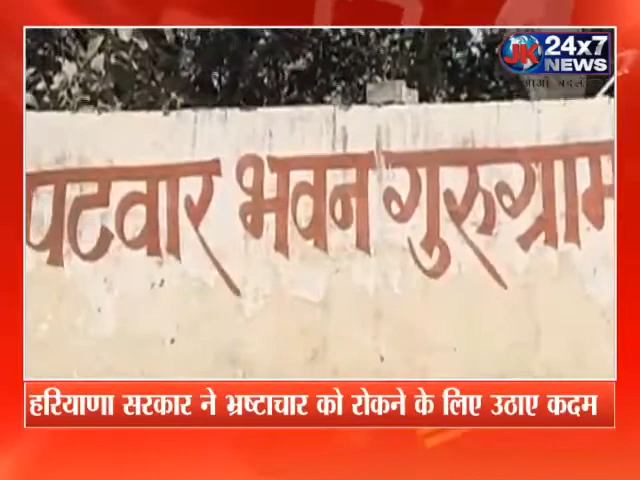 JK 24x7
NEWS
पटवार भवन गुरुग्राम
हरियाणा सरकार ने भ्रष्टाचार को रोकने के लिए उठाए कदम